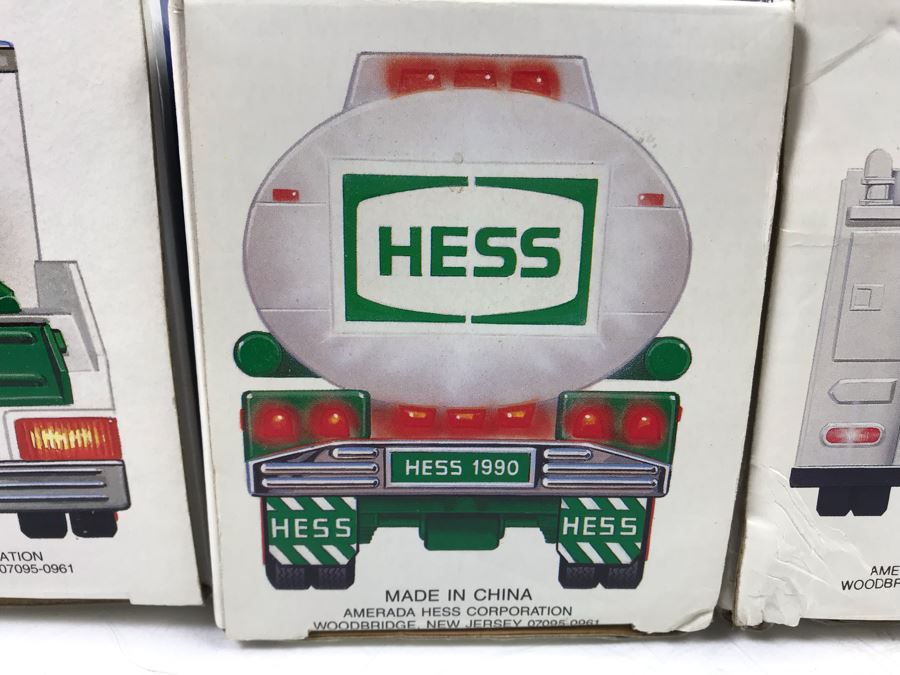 HESS
HESS 1990
HESS
HESS
MADE IN CHINA
AMERADA HESS CORPORATION
WOODBRIDGE, NEW JERSEY 07095-0961
ATION
07095-0961
AME
WOODBR